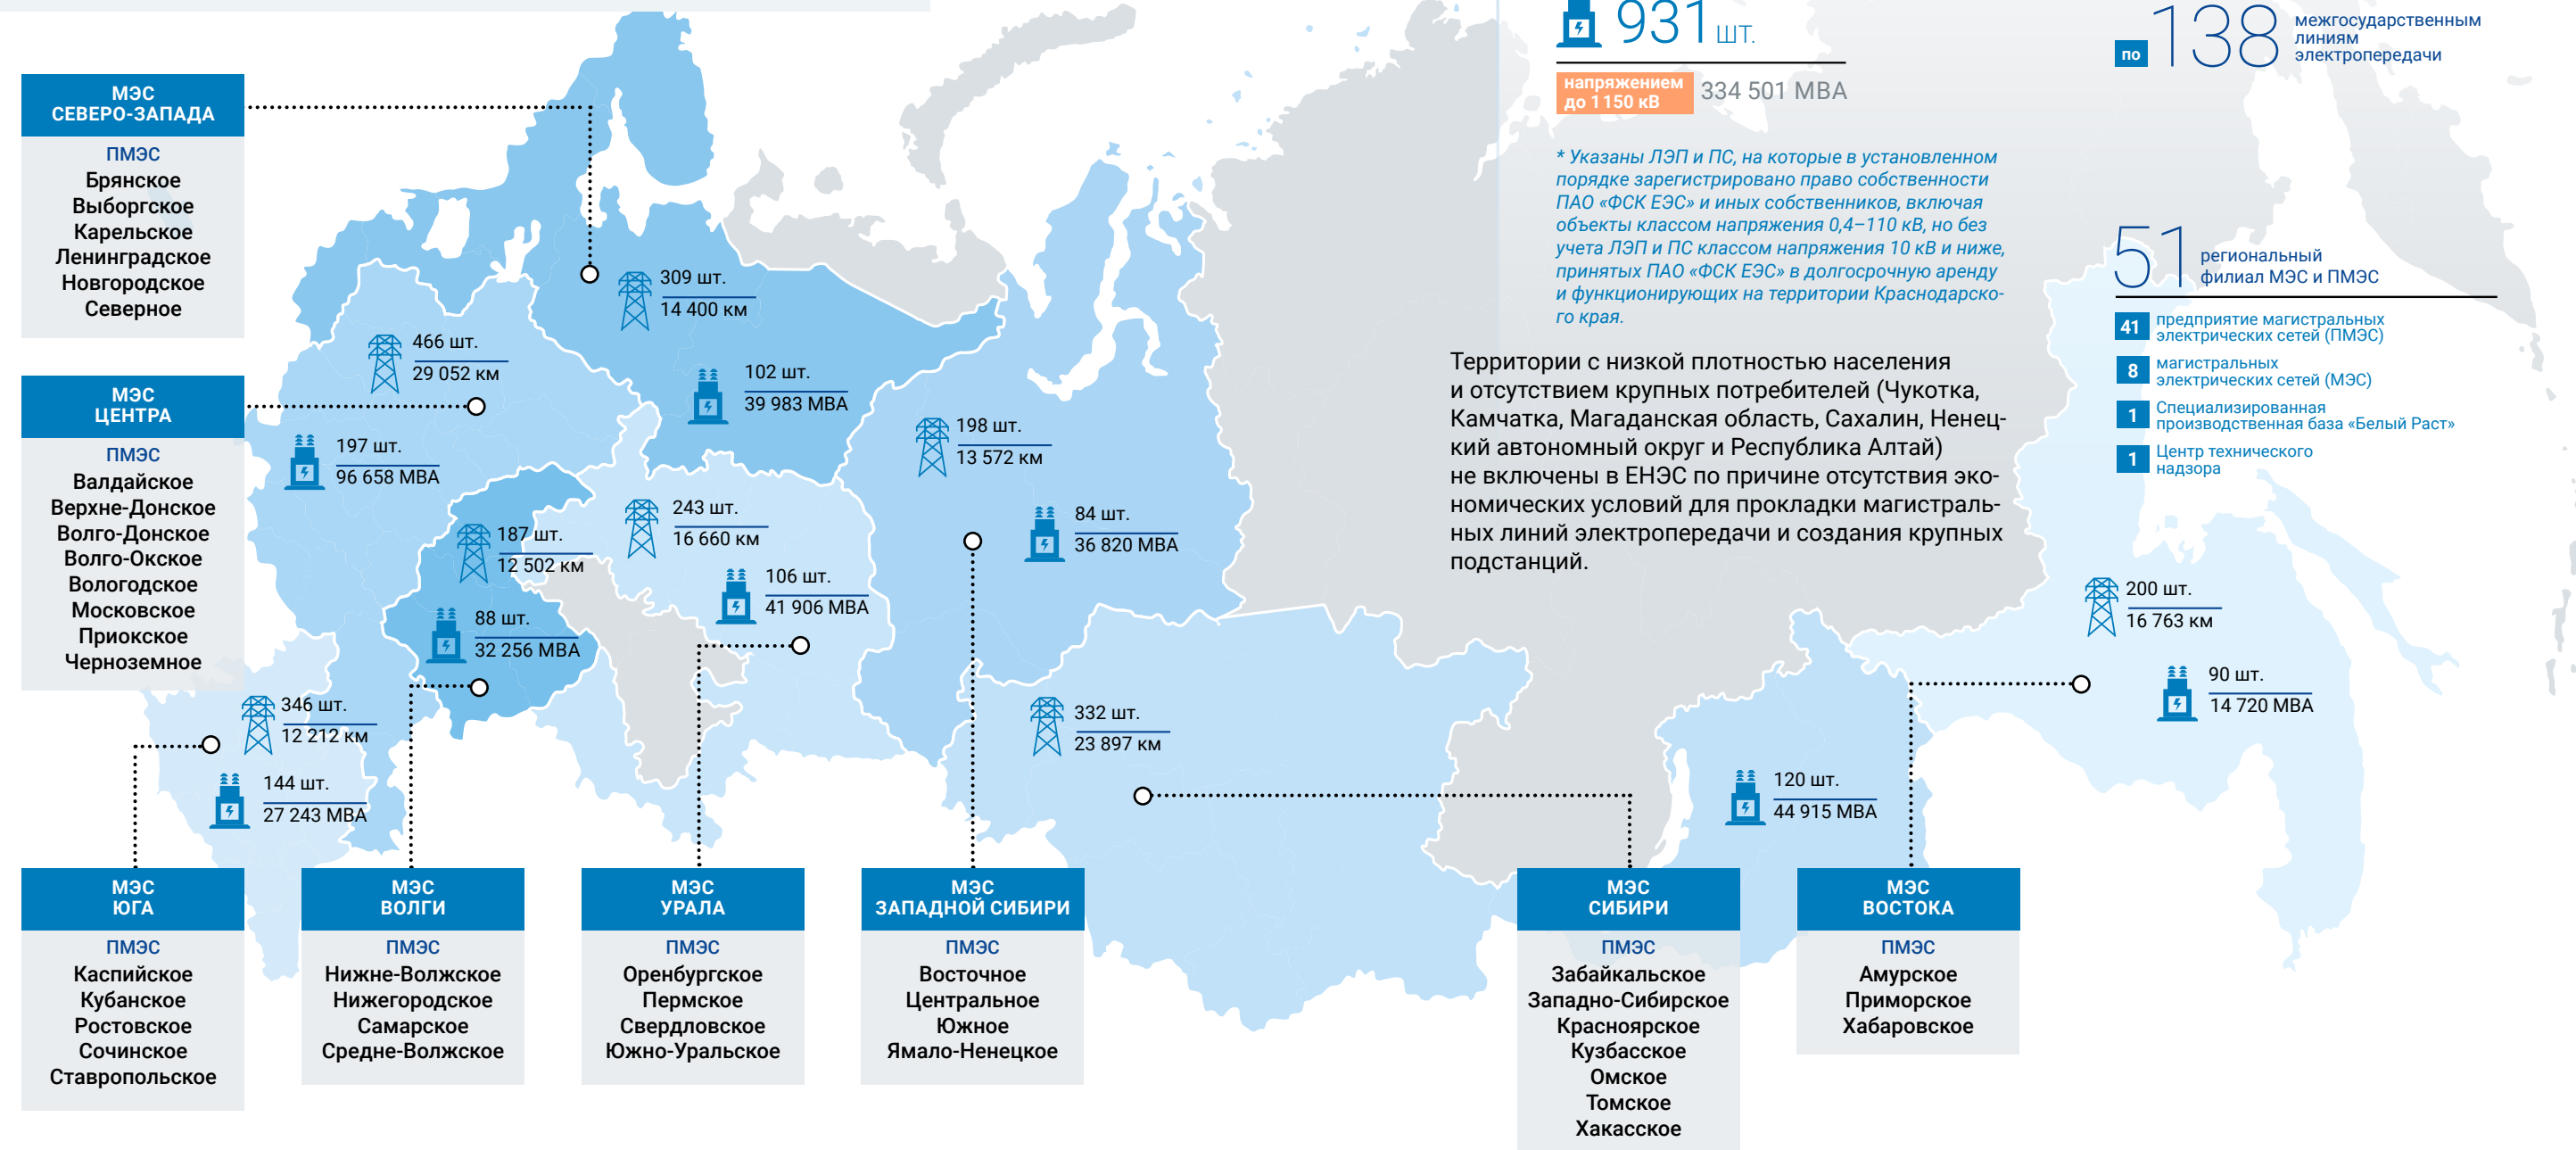 931 шт.
напряжением
до 1150 кВ
334 501 МВА
по 138
межгосударственным
линиям
электропередачи
* Указаны ЛЭП и ПС, на которые в установленном
порядке зарегистрировано право собственности
ПАО «ФСК ЕЭС» и иных собственников, включая
объекты классом напряжения 0,4–110 кВ, но без
учета ЛЭП и ПС классом напряжения 10 кВ и ниже,
принятых ПАО «ФСК ЕЭС» в долгосрочную аренду
и функционирующих на территории Краснодарско-
го края.
Территории с низкой плотностью населения
и отсутствием крупных потребителей (Чукотка,
Камчатка, Магаданская область, Сахалин, Ненец-
кий автономный округ и Республика Алтай)
не включены в ЕНЭС по причине отсутствия эко-
номических условий для прокладки магистраль-
ных линий электропередачи и создания крупных
подстанций.
51
региональный
филиал МЭС и ПМЭС
41
предприятие магистральных
электрических сетей (ПМЭС)
8
магистральных
электрических сетей (МЭС)
1
Специализированная
производственная база «Белый Раст»
1
Центр технического
надзора
МЭС
СЕВЕРО-ЗАПАДА
ПМЭС
Брянское
Выборгское
Карельское
Ленинградское
Новгородское
Северное
МЭС
ЦЕНТРА
ПМЭС
Валдайское
Верхне-Донское
Волго-Донское
Волго-Окское
Вологодское
Московское
Приокское
Черноземное
309 шт.
14 400 км
102 шт.
39 983 МВА
466 шт.
29 052 км
197 шт.
96 658 МВА
187 шт.
12 502 км
88 шт.
32 256 МВА
243 шт.
16 660 км
106 шт.
41 906 МВА
198 шт.
13 572 км
84 шт.
36 820 МВА
346 шт.
12 212 км
144 шт.
27 243 МВА
332 шт.
23 897 км
120 шт.
44 915 МВА
200 шт.
16 763 км
90 шт.
14 720 МВА
МЭС
ЮГА
ПМЭС
Каспийское
Кубанское
Ростовское
Сочинское
Ставропольское
МЭС
ВОЛГИ
ПМЭС
Нижне-Волжское
Нижегородское
Самарское
Средне-Волжское
МЭС
УРАЛА
ПМЭС
Оренбургское
Пермское
Свердловское
Южно-Уральское
МЭС
ЗАПАДНОЙ СИБИРИ
ПМЭС
Восточное
Центральное
Южное
Ямало-Ненецкое
МЭС
СИБИРИ
ПМЭС
Забайкальское
Западно-Сибирское
Красноярское
Кузбасское
Омское
Томское
Хакасское
МЭС
ВОСТОКА
ПМЭС
Амурское
Приморское
Хабаровское